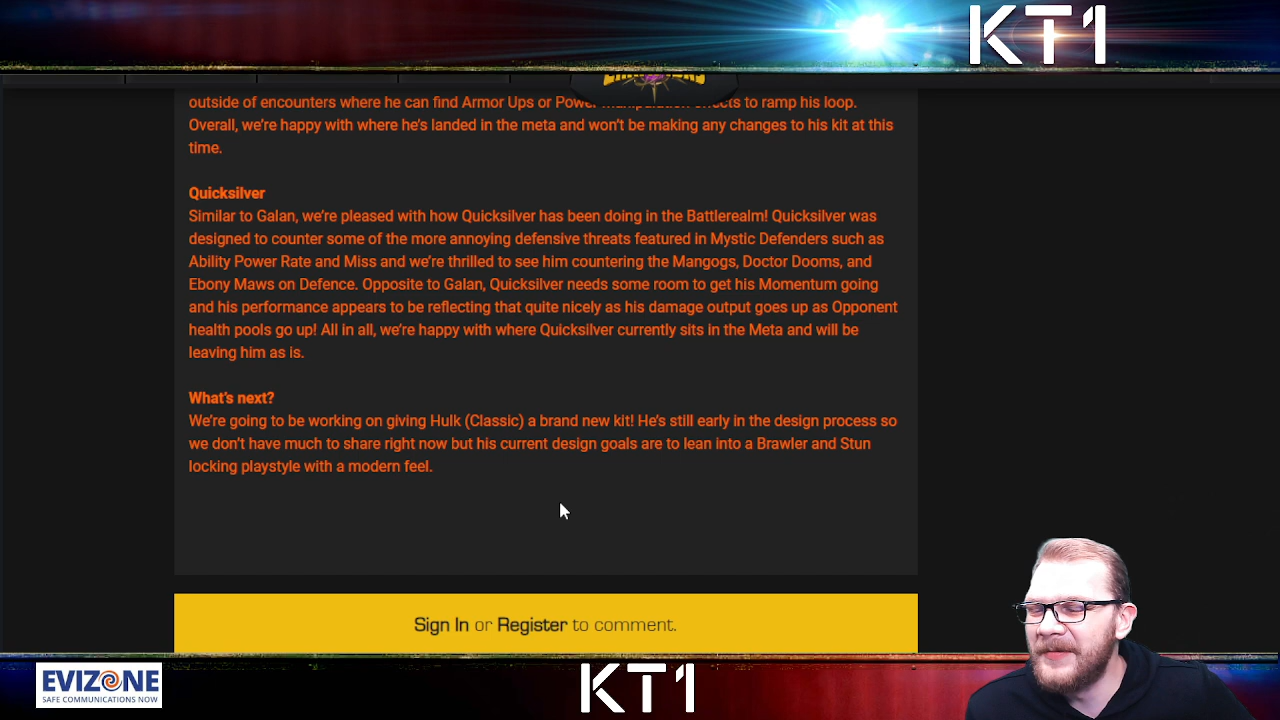 KT1
outside of encounters where he can find Armor Ups or Power Manipulation effects to ramp his loop.
Overall, we're happy with where he's landed in the meta and won't be making any changes to his kit at this
time.
Quicksilver
Similar to Galan, we're pleased with how Quicksilver has been doing in the Battlerealm! Quicksilver was
designed to counter some of the more annoying defensive threats featured in Mystic Defenders such as
Ability Power Rate and Miss and we're thrilled to see him countering the Mangogs, Doctor Dooms, and
Ebony Maws on Defence. Opposite to Galan, Quicksilver needs some room to get his Momentum going
and his performance appears to be reflecting that quite nicely as his damage output goes up as Opponent
health pools go up! All in all, we're happy with where Quicksilver currently sits in the Meta and will be
leaving him as is.
What's next?
We're going to be working on giving Hulk (Classic) a brand new kit! He's still early in the design process so
we don't have much to share right now but his current design goals are to lean into a Brawler and Stun
locking playstyle with a modern feel.
Sign In or Register to comment.
EVIZONE
SAFE COMMUNICATIONS NOW
KT1